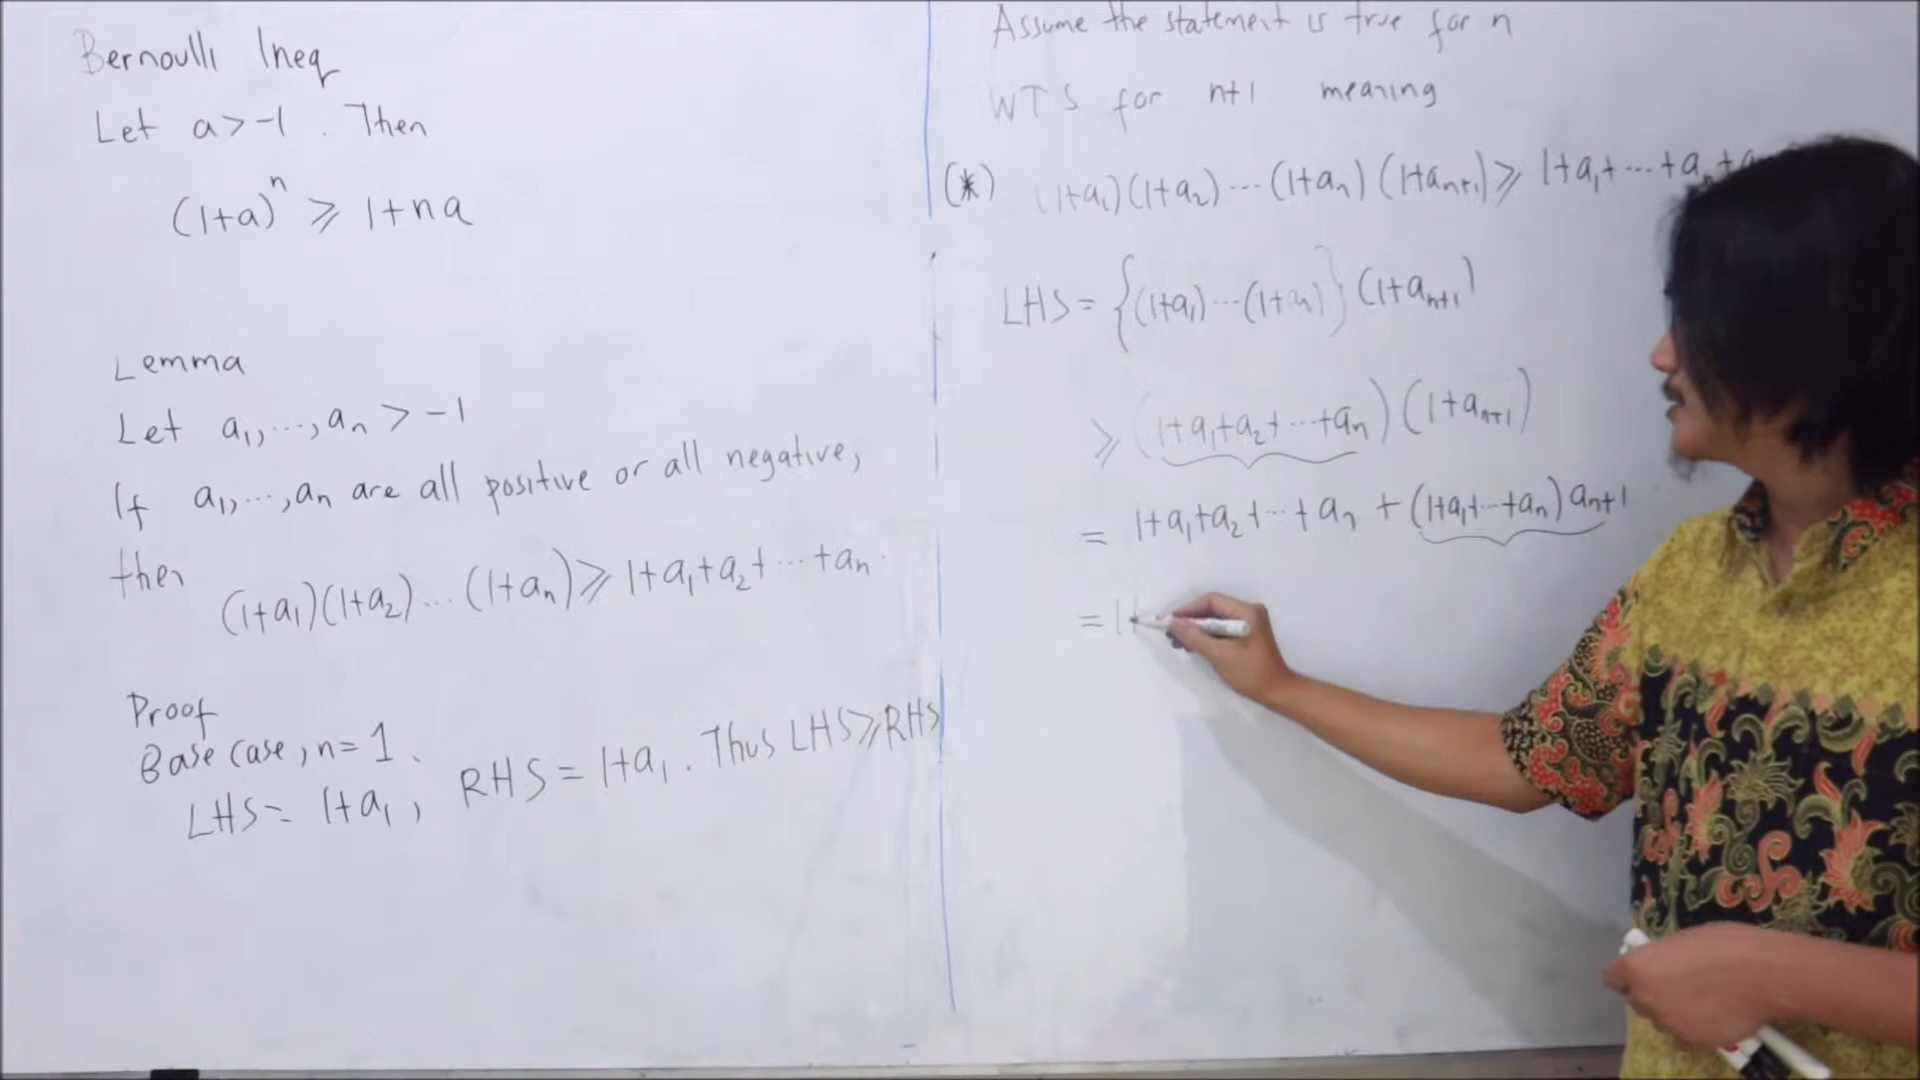 Bernoulli Ineq
Let a > -1 . Then
(1+a)^n ⩾ 1+na
Lemma
Let a₁, ..., aₙ > -1
If a₁, ..., aₙ are all positive or all negative,
then (1+a₁)(1+a₂)...(1+aₙ) ⩾ 1+a₁+a₂+...+aₙ.
Proof
Base case, n=1.
LHS = 1+a₁, RHS = 1+a₁. Thus LHS⩾RHS
Assume the statement is true for n
WTS for n+1 meaning
(*) (1+a₁)(1+a₂)...(1+aₙ)(1+aₙ₊₁) ⩾ 1+a₁+...+aₙ+
LHS = {(1+a₁)...(1+aₙ)}(1+aₙ₊₁)
⩾ (1+a₁+a₂+...+aₙ)(1+aₙ₊₁)
= 1+a₁+a₂+...+aₙ + (1+a₁+...+aₙ)aₙ₊₁
= 1+